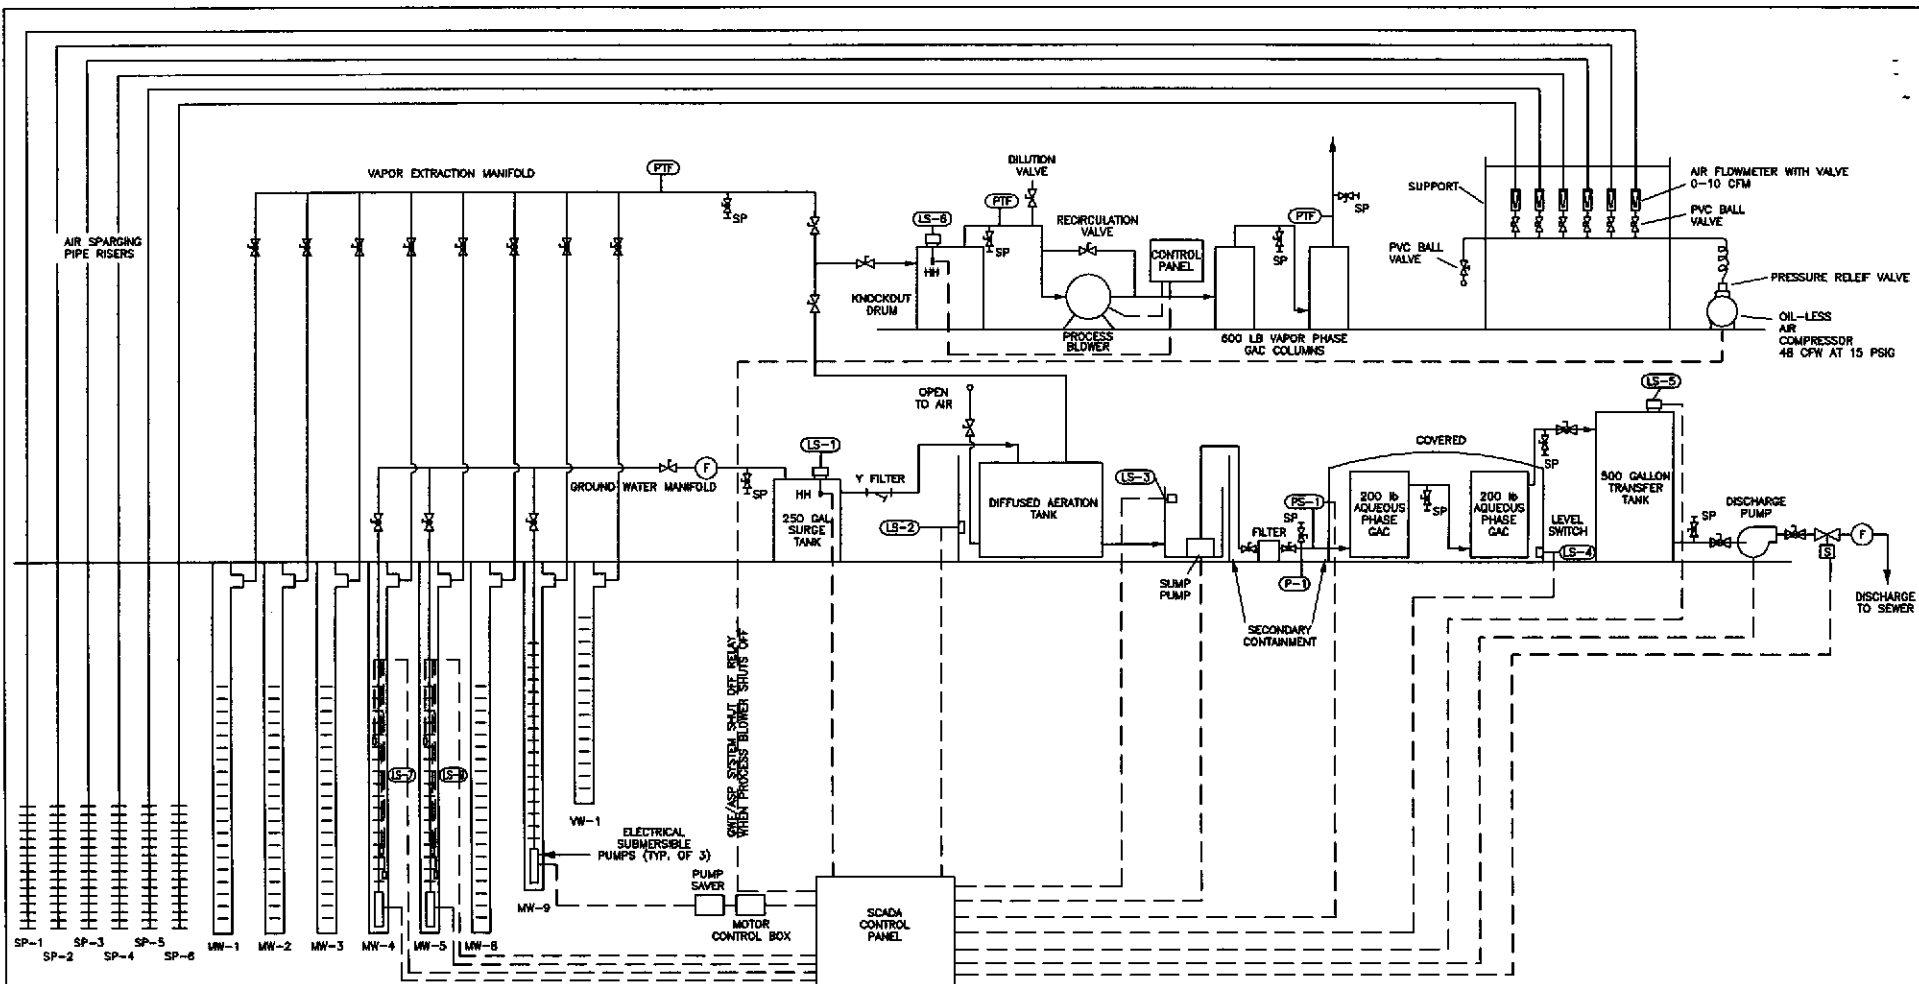 VAPOR EXTRACTION MANIFOLD
PTF
SP
AIR SPARGING
PIPE RISERS
DILUTION
VALVE
LS-6
PTF
SP
HH
KNOCKOUT
DRUM
RECIRCULATION
VALVE
PROCESS
BLOWER
CONTROL
PANEL
SP
PTF
SP
600 LB VAPOR PHASE
GAC COLUMNS
SUPPORT
AIR FLOWMETER WITH VALVE
0-10 CFM
PVC BALL
VALVE
PVC BALL
VALVE
PRESSURE RELEIF VALVE
OIL-LESS
AIR
COMPRESSOR
48 CFW AT 15 PSIG
GROUND WATER MANIFOLD
F
SP
LS-1
HH
250 GAL
SURGE
TANK
Y FILTER
OPEN
TO AIR
LS-2
DIFFUSED AERATION
TANK
LS-3
SUMP
PUMP
FILTER
SP
PS-1
P-1
SECONDARY
CONTAINMENT
COVERED
200 lb
AQUEOUS
PHASE
GAC
SP
200 lb
AQUEOUS
PHASE
GAC
LEVEL
SWITCH
LS-4
SP
LS-5
500 GALLON
TRANSFER
TANK
SP
DISCHARGE
PUMP
S
F
DISCHARGE
TO SEWER
GWE/ASP SYSTEM SHUT OFF RELAY
WHEN PROCESS BLOWER SHUTS OFF
LS-7
LS-8
VW-1
ELECTRICAL
SUBMERSIBLE
PUMPS (TYP. OF 3)
PUMP
SAVER
MOTOR
CONTROL BOX
SCADA
CONTROL
PANEL
SP-1
SP-2
SP-3
SP-4
SP-5
SP-6
MW-1
MW-2
MW-3
MW-4
MW-5
MW-8
MW-9